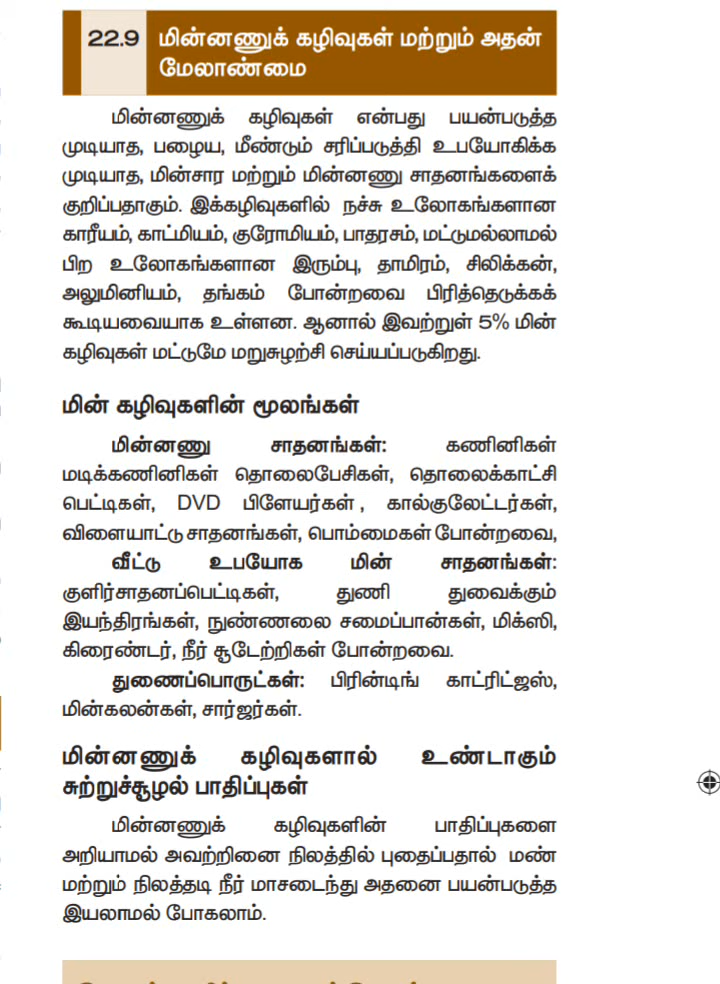 22.9 மின்னணுக் கழிவுகள் மற்றும் அதன்
மேலாண்மை
மின்னணுக் கழிவுகள் என்பது பயன்படுத்த
முடியாத, பழைய, மீண்டும் சரிப்படுத்தி உபயோகிக்க
முடியாத, மின்சார மற்றும் மின்னணு சாதனங்களைக்
குறிப்பதாகும். இக்கழிவுகளில் நச்சு உலோகங்களான
காரீயம், காட்மியம், குரோமியம், பாதரசம், மட்டுமல்லாமல்
பிற உலோகங்களான இரும்பு, தாமிரம், சிலிக்கன்,
அலுமினியம், தங்கம் போன்றவை பிரித்தெடுக்கக்
கூடியவையாக உள்ளன. ஆனால் இவற்றுள் 5% மின்
கழிவுகள் மட்டுமே மறுசுழற்சி செய்யப்படுகிறது.
மின் கழிவுகளின் மூலங்கள்
மின்னணு சாதனங்கள்: கணினிகள்
மடிக்கணினிகள் தொலைபேசிகள், தொலைக்காட்சி
பெட்டிகள், DVD பிளேயர்கள் , கால்குலேட்டர்கள்,
விளையாட்டு சாதனங்கள், பொம்மைகள் போன்றவை,
வீட்டு உபயோக மின் சாதனங்கள்:
குளிர்சாதனப்பெட்டிகள், துணி துவைக்கும்
இயந்திரங்கள், நுண்ணலை சமைப்பான்கள், மிக்ஸி,
கிரைண்டர், நீர் சூடேற்றிகள் போன்றவை.
துணைப்பொருட்கள்: பிரின்டிங் காட்ரிட்ஜஸ்,
மின்கலன்கள், சார்ஜர்கள்.
மின்னணுக் கழிவுகளால் உண்டாகும்
சுற்றுச்சூழல் பாதிப்புகள்
மின்னணுக் கழிவுகளின் பாதிப்புகளை
அறியாமல் அவற்றினை நிலத்தில் புதைப்பதால் மண்
மற்றும் நிலத்தடி நீர் மாசடைந்து அதனை பயன்படுத்த
இயலாமல் போகலாம்.